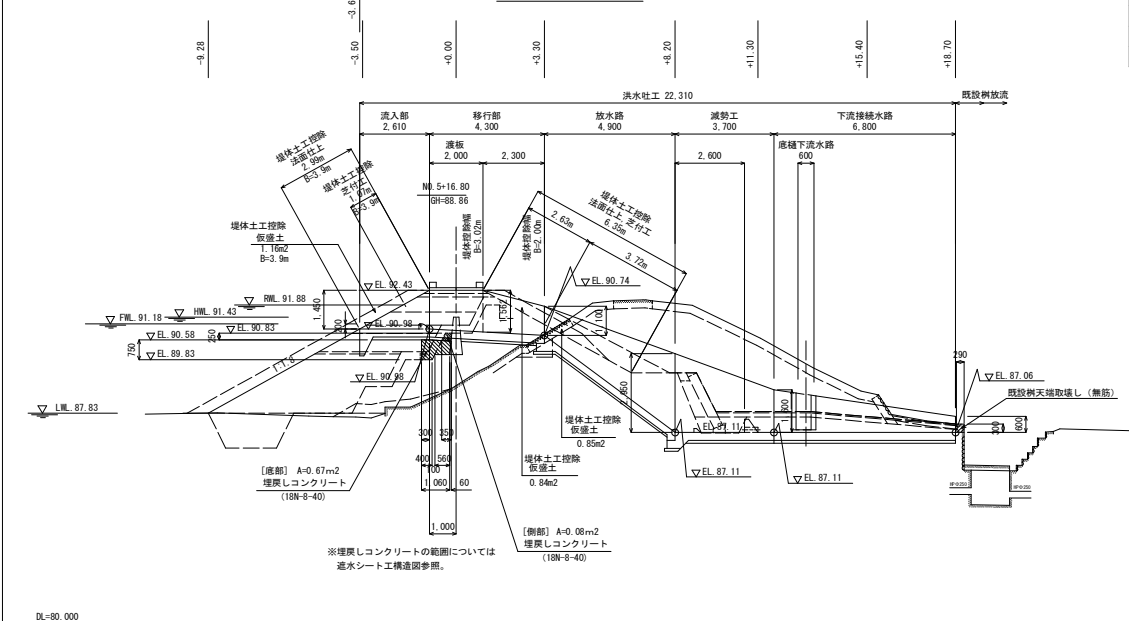 -3.6
-9.28
-3.50
+0.00
+3.30
+8.20
+11.30
+15.40
+18.70
洪水吐工 22,310
既設桝放流
流入部
2,610
移行部
4,300
放水路
4,900
減勢工
3,700
下流接続水路
6,800
渡板
2,000
2,300
2,600
底樋下流水路
600
堤体土工控除
法面仕上
2.99m
B=3.9m
堤体土工控除
芝付工
1.07m
B=3.9m
NO.5+16.80
GH=88.86
堤体控除幅
B=3.02m
堤体控除幅
B=2.00m
堤体土工控除
法面仕上、芝付工
6.35m
2.63m
3.72m
堤体土工控除
仮盛土
1.16m2
B=3.9m
EL.92.43
EL.90.74
RWL.91.88
HWL.91.43
FWL.91.18
EL.90.83
EL.90.58
EL.89.83
EL.90.98
EL.90.98
1,450
200
250
750
1,562
1,100
1:1.8
LWL.87.83
2,950
600
290
EL.87.06
既設桝天端取壊し（無筋）
300
600
EL.87.11
EL.87.11
EL.87.11
300
350
400
560
100
1,060
60
1,000
堤体土工控除
仮盛土
0.85m2
堤体土工控除
仮盛土
0.84m2
[底部] A=0.67m2
埋戻しコンクリート
(18N-8-40)
[側部] A=0.08m2
埋戻しコンクリート
(18N-8-40)
※埋戻しコンクリートの範囲については
遮水シート工構造図参照。
DL=80.000